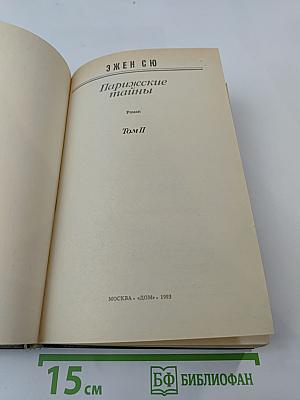 ЭЖЕН СЮ
Парижские
тайны
Роман
Том II
МОСКВА • «ДОМ» • 1993
15 см
БФ БИБЛИОФАН